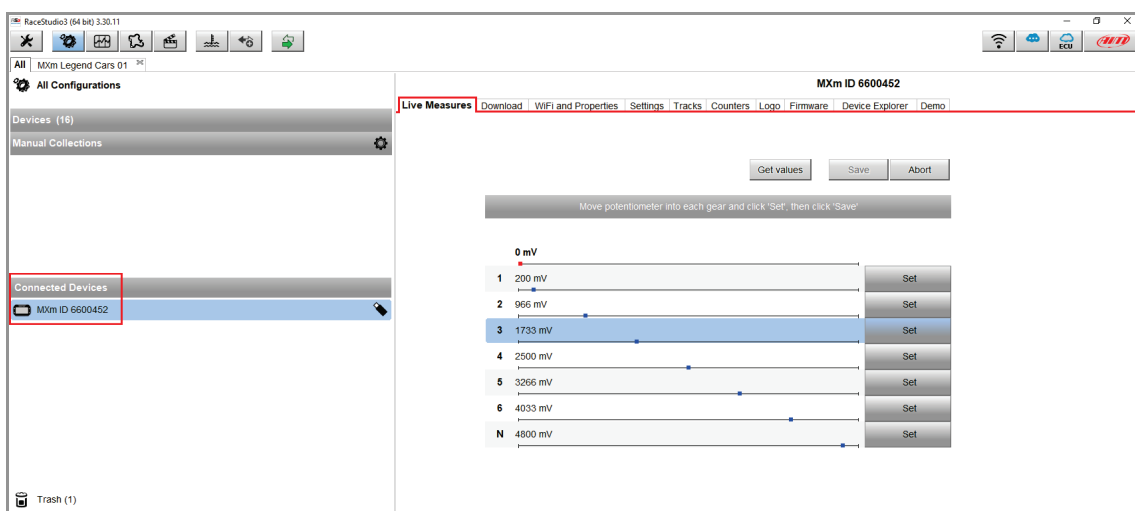 RaceStudio3 (64 bit) 3.30.11
ECU
AiM
All MXm Legend Cars 01
All Configurations
MXm ID 6600452
Live Measures Download WiFi and Properties Settings Tracks Counters Logo Firmware Device Explorer Demo
Devices (16)
Manual Collections
Get values Save Abort
Move potentiometer into each gear and click 'Set', then click 'Save'
0 mV
Connected Devices
1 200 mV Set
MXm ID 6600452
2 966 mV Set
3 1733 mV Set
4 2500 mV Set
5 3266 mV Set
6 4033 mV Set
N 4800 mV Set
Trash (1)